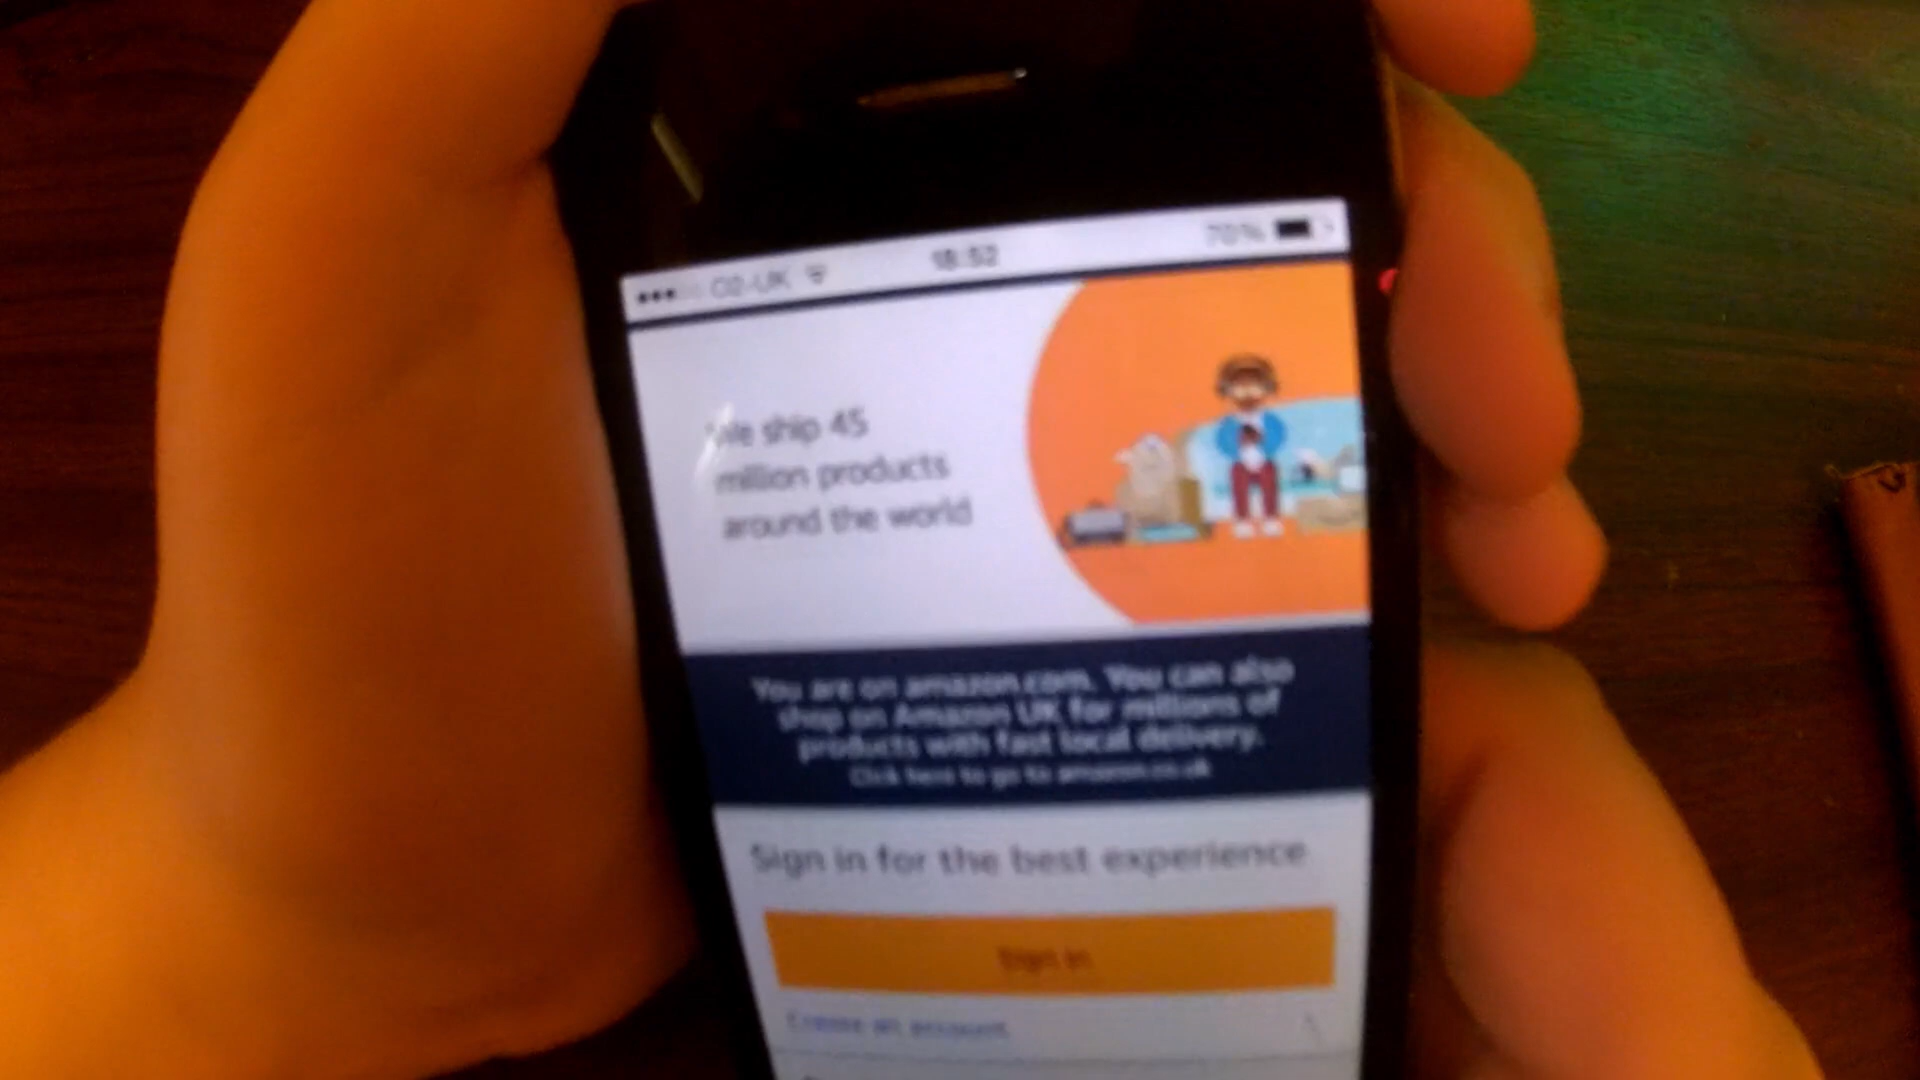 O2-UK 18:52 70%
We ship 45
million products
around the world
You are on amazon.com. You can also
shop on Amazon UK for millions of
products with fast local delivery.
Click here to go to amazon.co.uk
Sign in for the best experience
Sign in
Create an account